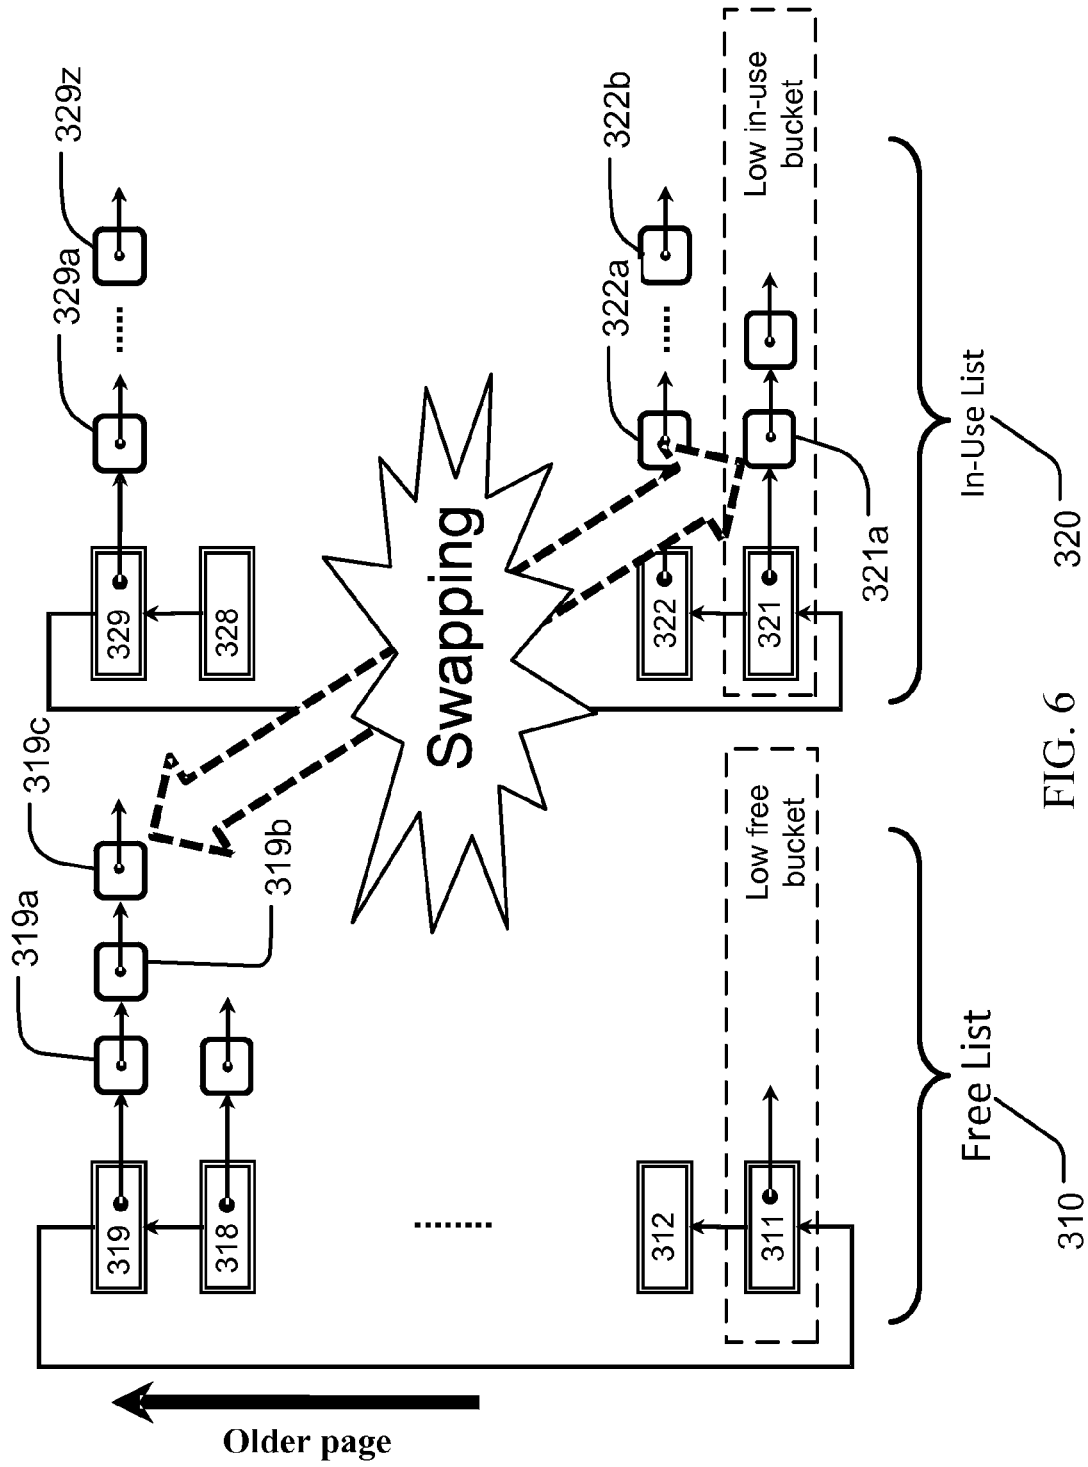 Older page
319
318
312
311
319a
319b
319c
Low free
bucket
Free List
310
Swapping
329
328
322
321
329a
329z
322a
322b
321a
Low in-use
bucket
In-Use List
320
FIG. 6